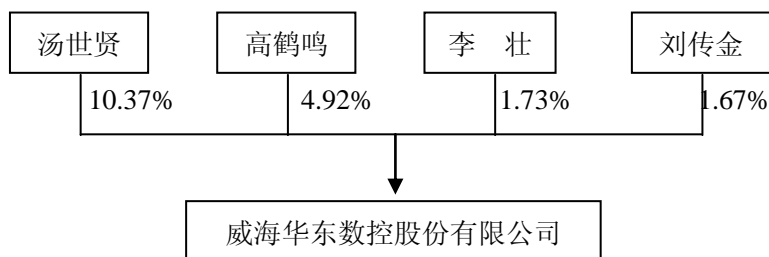 汤世贤 高鹤鸣 李 壮 刘传金
10.37% 4.92% 1.73% 1.67%
威海华东数控股份有限公司